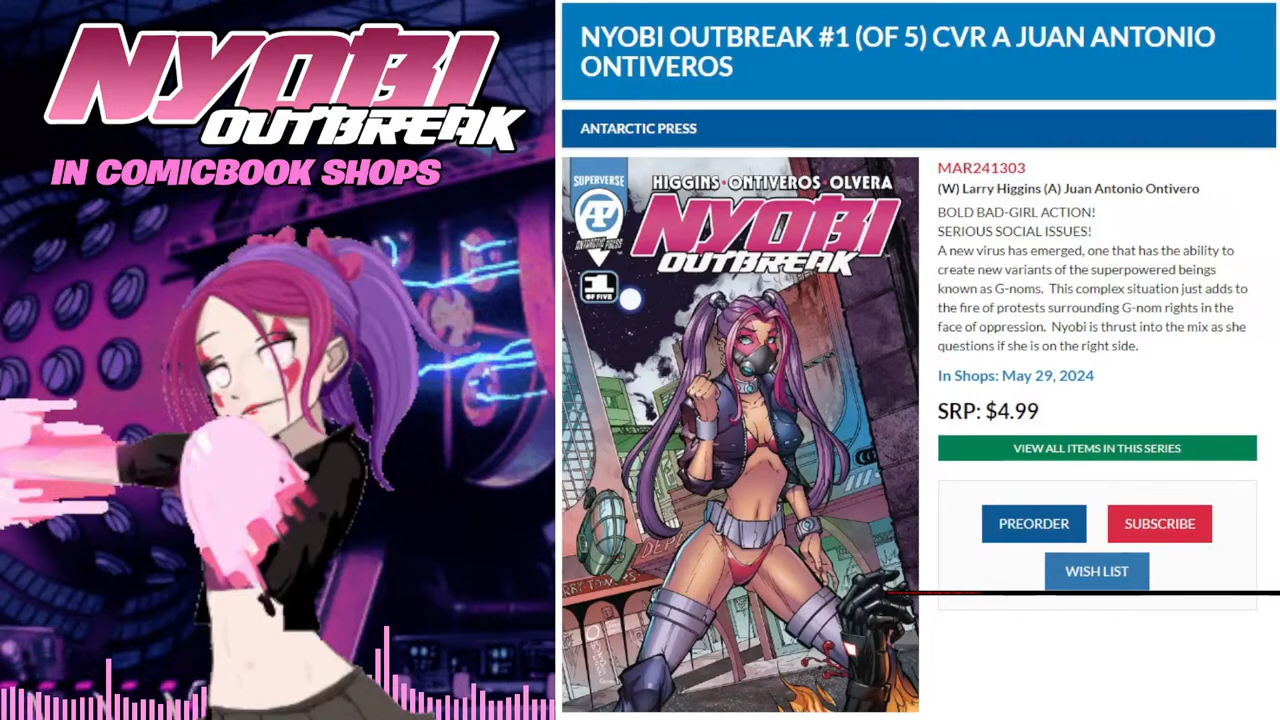 NYOBI
OUTBREAK
IN COMICBOOK SHOPS
NYOBI OUTBREAK #1 (OF 5) CVR A JUAN ANTONIO
ONTIVEROS
ANTARCTIC PRESS
SUPERVERSE
AP
ANTARCTIC PRESS
1
OF FIVE
HIGGINS • ONTIVEROS • OLVERA
NYOBI
OUTBREAK
MAR241303
(W) Larry Higgins (A) Juan Antonio Ontivero
BOLD BAD-GIRL ACTION!
SERIOUS SOCIAL ISSUES!
A new virus has emerged, one that has the ability to
create new variants of the superpowered beings
known as G-noms. This complex situation just adds to
the fire of protests surrounding G-nom rights in the
face of oppression. Nyobi is thrust into the mix as she
questions if she is on the right side.
In Shops: May 29, 2024
SRP: $4.99
VIEW ALL ITEMS IN THIS SERIES
PREORDER
SUBSCRIBE
WISH LIST